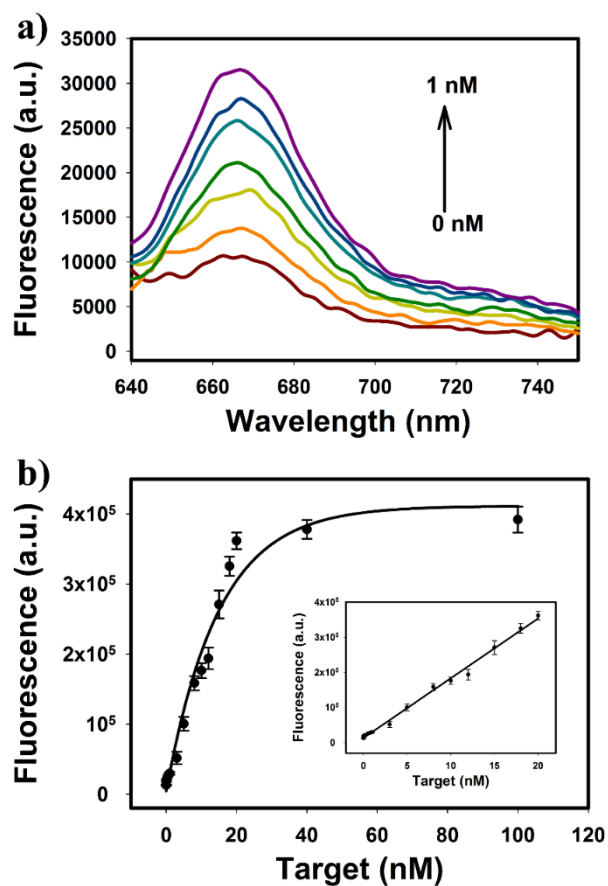 a)
35000
30000
25000
20000
15000
10000
5000
0
Fluorescence (a.u.)
1 nM
0 nM
640 660 680 700 720 740
Wavelength (nm)
b)
4x10⁵
3x10⁵
2x10⁵
10⁵
0
Fluorescence (a.u.)
4x10⁵
3x10⁵
2x10⁵
10⁵
0
Fluorescence (a.u.)
0 5 10 15 20
Target (nM)
0 20 40 60 80 100 120
Target (nM)